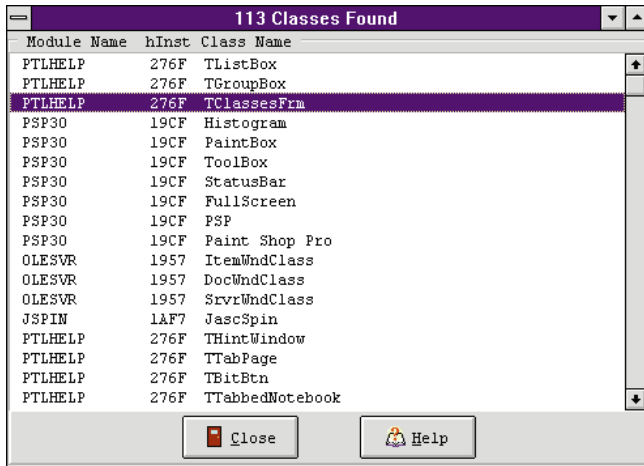 113 Classes Found
Module Name hInst Class Name
PTLHELP 276F TListBox
PTLHELP 276F TGroupBox
PTLHELP 276F TClassesFrm
PSP30 19CF Histogram
PSP30 19CF PaintBox
PSP30 19CF ToolBox
PSP30 19CF StatusBar
PSP30 19CF FullScreen
PSP30 19CF PSP
PSP30 19CF Paint Shop Pro
OLESVR 1957 ItemWndClass
OLESVR 1957 DocWndClass
OLESVR 1957 SrvrWndClass
JSPIN 1AF7 JascSpin
PTLHELP 276F THintWindow
PTLHELP 276F TTabPage
PTLHELP 276F TBitBtn
PTLHELP 276F TTabbedNotebook
Close Help